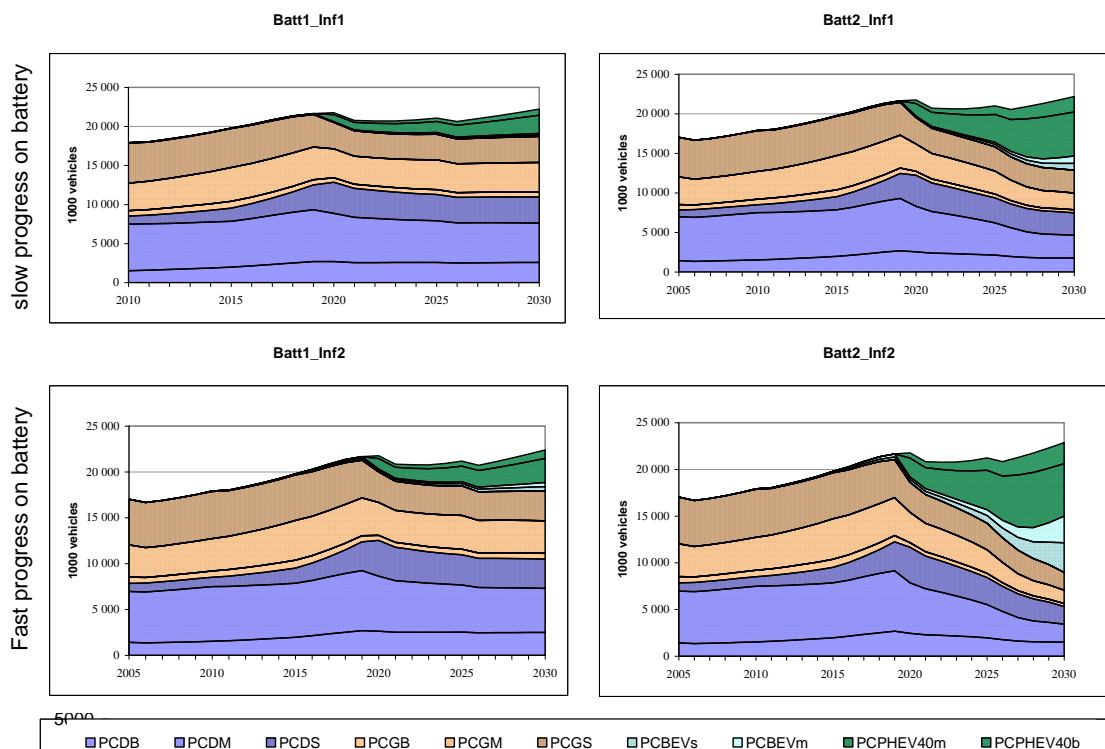 Batt1_Inf1
Batt2_Inf1
slow progress on battery
1000 vehicles
25 000
20 000
15 000
10 000
5 000
0
2010 2015 2020 2025 2030
1000 vehicles
25 000
20 000
15 000
10 000
5 000
0
2005 2010 2015 2020 2025 2030
Batt1_Inf2
Batt2_Inf2
Fast progress on battery
1000 vehicles
25 000
20 000
15 000
10 000
5 000
0
2005 2010 2015 2020 2025 2030
1000 vehicles
25 000
20 000
15 000
10 000
5 000
0
2005 2010 2015 2020 2025 2030
5000
PCDB PCDM PCDS PCGB PCGM PCGS PCBEVs PCBEVm PCPHEV40m PCPHEV40b